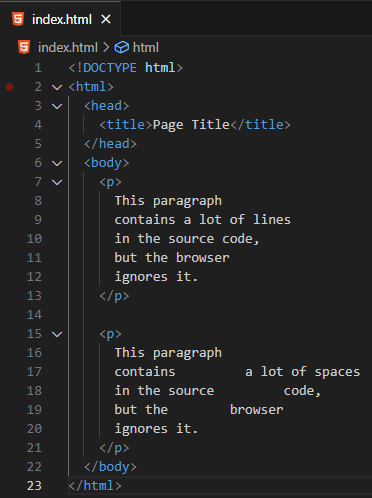 index.html ×
index.html > html
1 <!DOCTYPE html>
2 <html>
3   <head>
4     <title>Page Title</title>
5   </head>
6   <body>
7     <p>
8       This paragraph
9       contains a lot of lines
10       in the source code,
11       but the browser
12       ignores it.
13     </p>
14
15     <p>
16       This paragraph
17       contains         a lot of spaces
18       in the source         code,
19       but the        browser
20       ignores it.
21     </p>
22   </body>
23 </html>